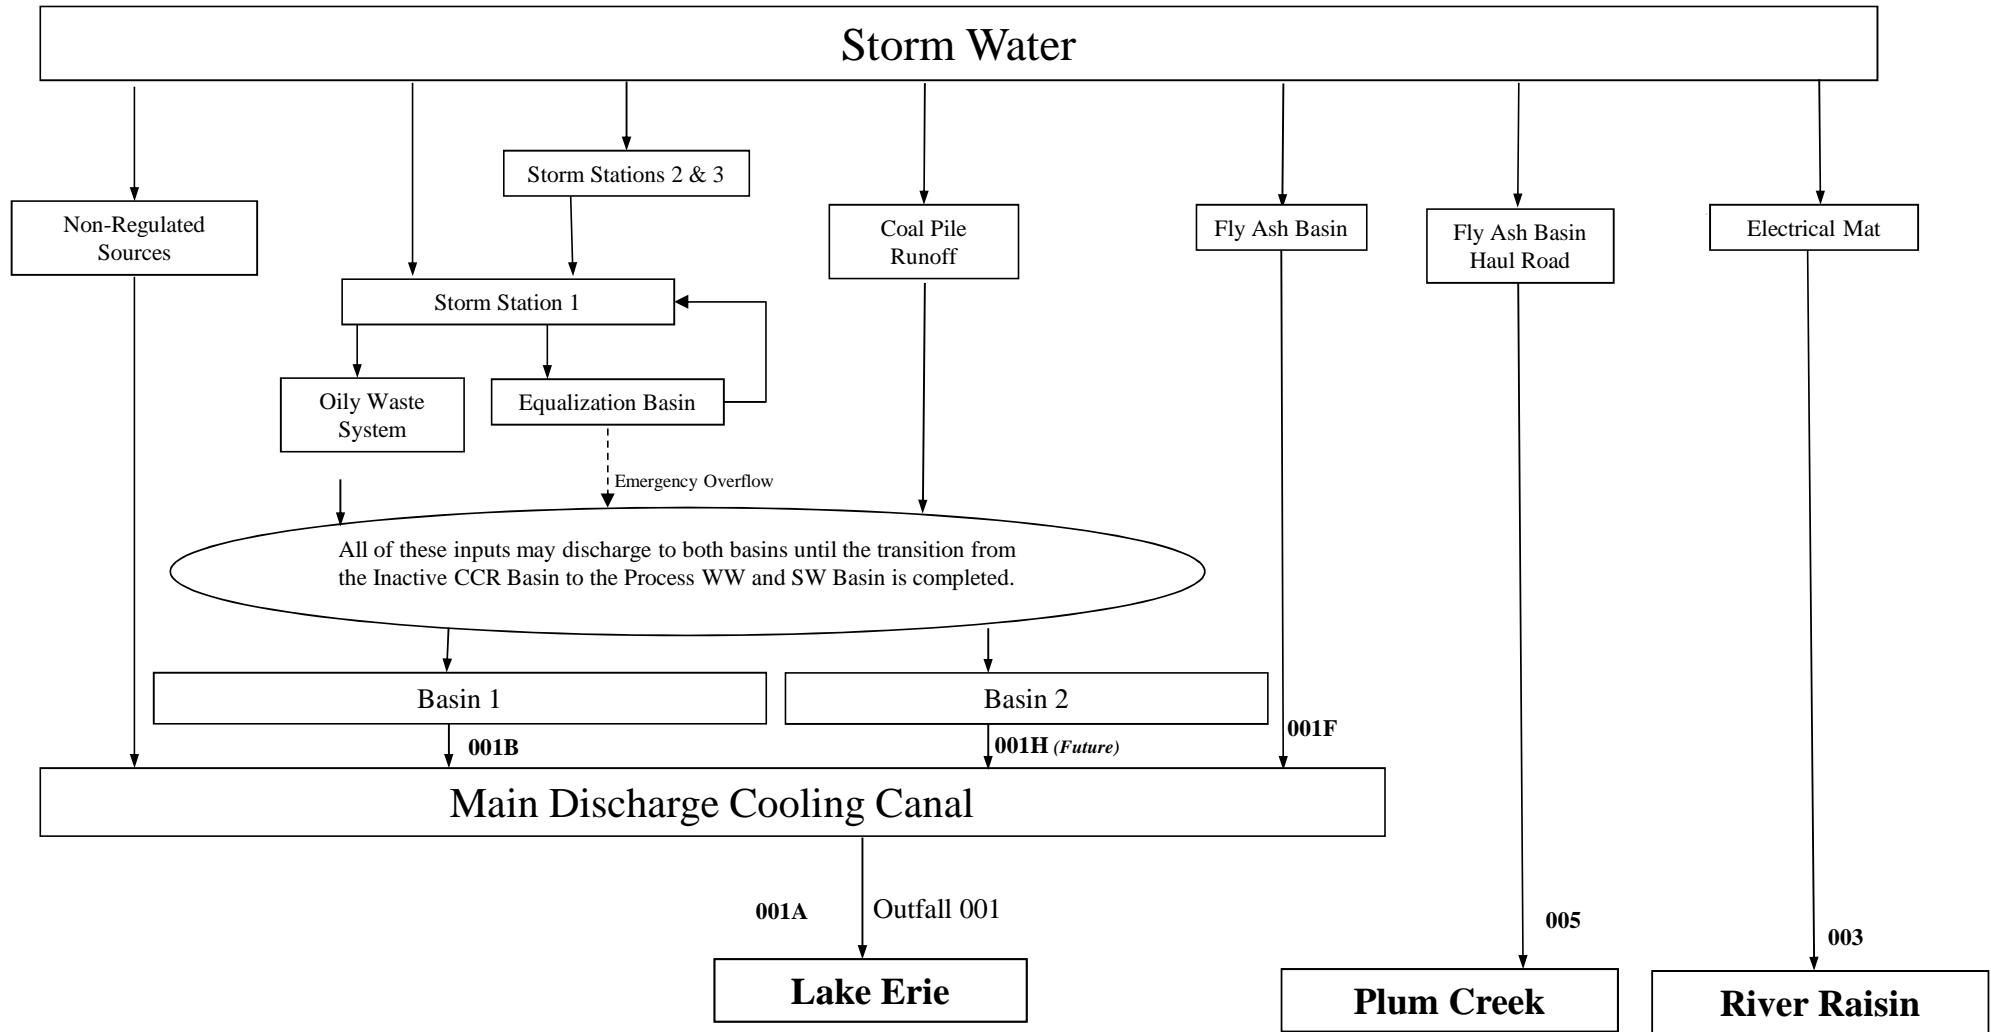 Storm Water
Storm Stations 2 & 3
Non-Regulated
Sources
Coal Pile
Runoff
Fly Ash Basin
Fly Ash Basin
Haul Road
Electrical Mat
Storm Station 1
Oily Waste
System
Equalization Basin
Emergency Overflow
All of these inputs may discharge to both basins until the transition from
the Inactive CCR Basin to the Process WW and SW Basin is completed.
Basin 1
Basin 2
001B
001H (Future)
001F
Main Discharge Cooling Canal
001A
Outfall 001
005
003
Lake Erie
Plum Creek
River Raisin